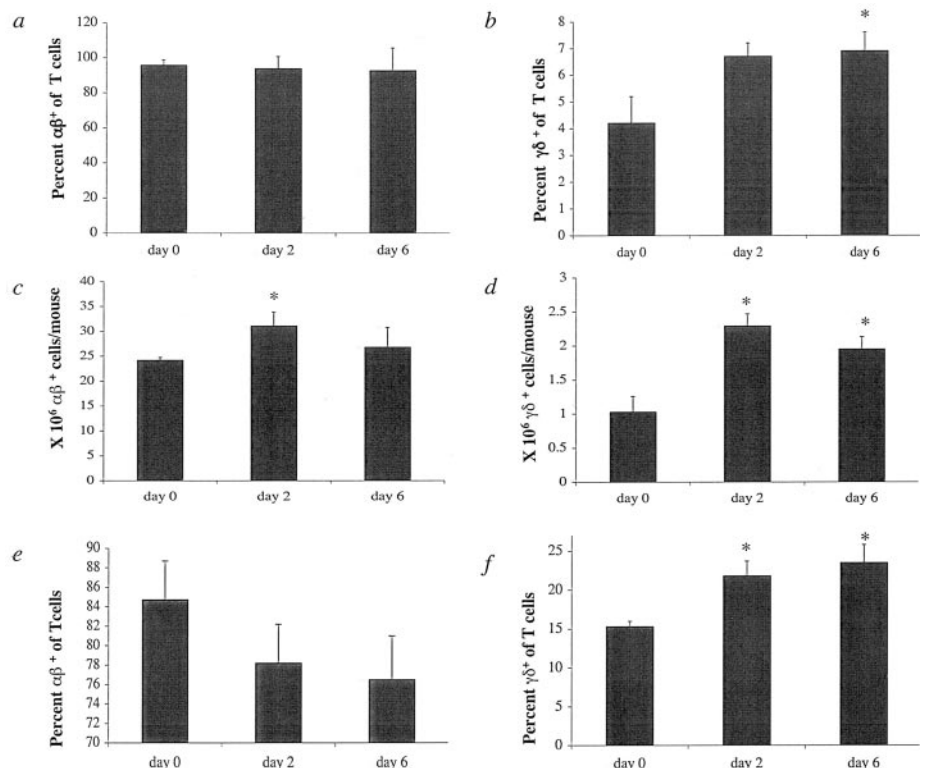 a
Percent αβ⁺ of T cells
120
100
80
60
40
20
0
day 0 day 2 day 6
b
Percent γδ⁺ of T cells
8
7
6
5
4
3
2
1
0
*
day 0 day 2 day 6
c
X 10⁶ αβ⁺ cells/mouse
40
35
30
25
20
15
10
5
0
*
day 0 day 2 day 6
d
X 10⁶ γδ⁺ cells/mouse
3
2.5
2
1.5
1
0.5
0
* *
day 0 day 2 day 6
e
Percent αβ⁺ of Tcells
90
88
86
84
82
80
78
76
74
72
70
day 0 day 2 day 6
f
Percent γδ⁺ of T cells
25
20
15
10
5
0
* *
day 0 day 2 day 6